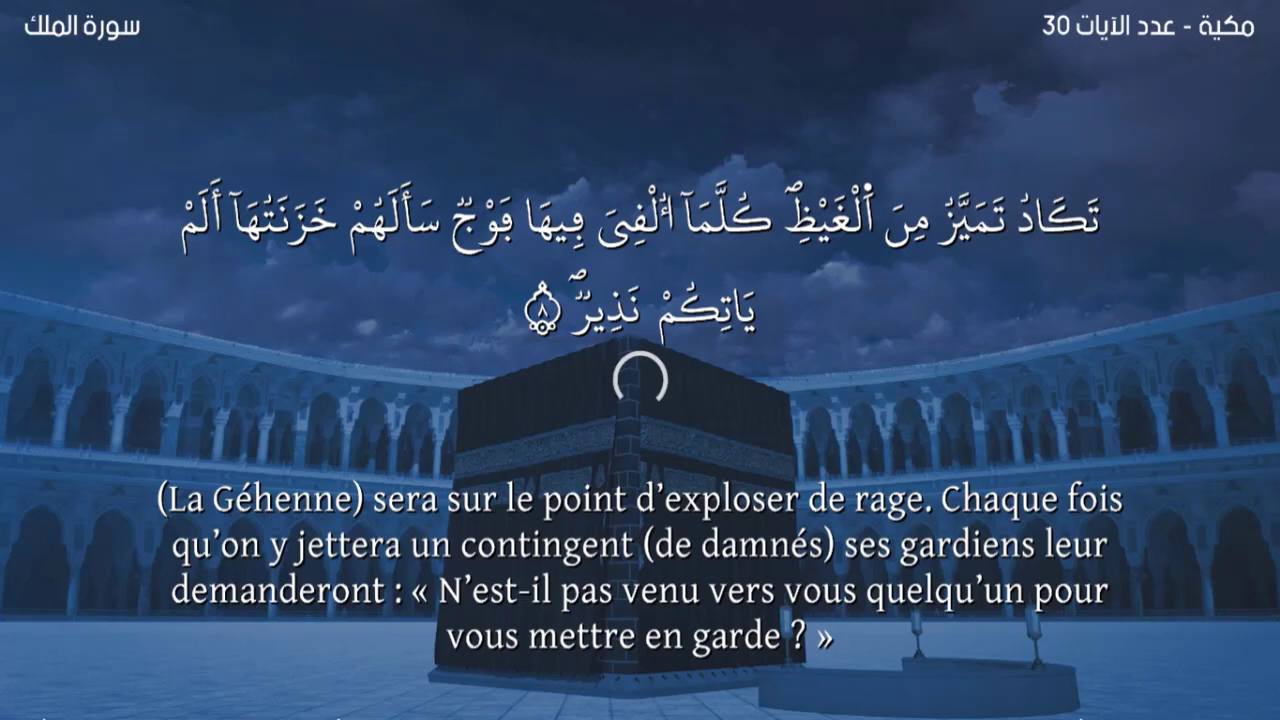 سورة الملك
مكية - عدد الآيات 30
تَكَادُ تَمَيَّزُ مِنَ اَ۬لْغَيْظِۖ كُلَّمَآ أُلْقِيَ فِيهَا فَوْجٞ سَأَلَهُمْ خَزَنَتُهَآ أَلَمْ
يَاتِكُمْ نَذِيرٞۖ ٨
(La Géhenne) sera sur le point d’exploser de rage. Chaque fois
qu’on y jettera un contingent (de damnés) ses gardiens leur
demanderont : « N’est-il pas venu vers vous quelqu’un pour
vous mettre en garde ? »